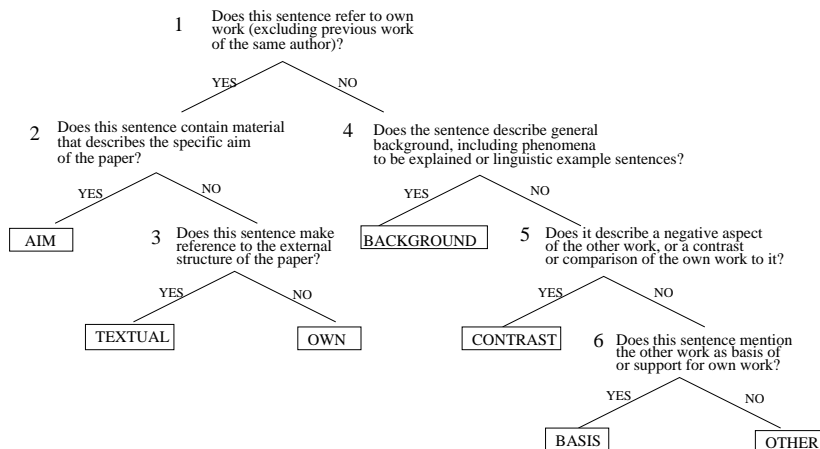 1 Does this sentence refer to own
work (excluding previous work
of the same author)?
YES NO
2 Does this sentence contain material
that describes the specific aim
of the paper?
4 Does the sentence describe general
background, including phenomena
to be explained or linguistic example sentences?
YES NO YES NO
AIM
3 Does this sentence make
reference to the external
structure of the paper?
BACKGROUND
5 Does it describe a negative aspect
of the other work, or a contrast
or comparison of the own work to it?
YES NO YES NO
TEXTUAL OWN CONTRAST
6 Does this sentence mention
the other work as basis of
or support for own work?
YES NO
BASIS OTHER